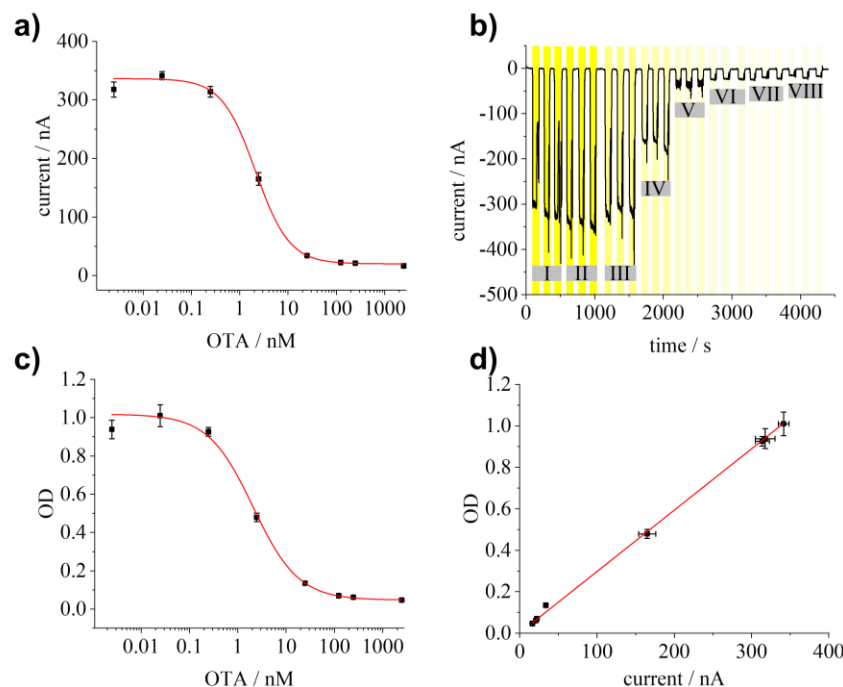 a)
400
300
200
100
0
current / nA
0.01 0.1 1 10 100 1000
OTA / nM
b)
0
-100
-200
-300
-400
-500
current / nA
I II III IV V VI VII VIII
0 1000 2000 3000 4000
time / s
c)
1.2
1.0
0.8
0.6
0.4
0.2
0.0
OD
0.01 0.1 1 10 100 1000
OTA / nM
d)
1.2
1.0
0.8
0.6
0.4
0.2
0.0
OD
0 100 200 300 400
current / nA